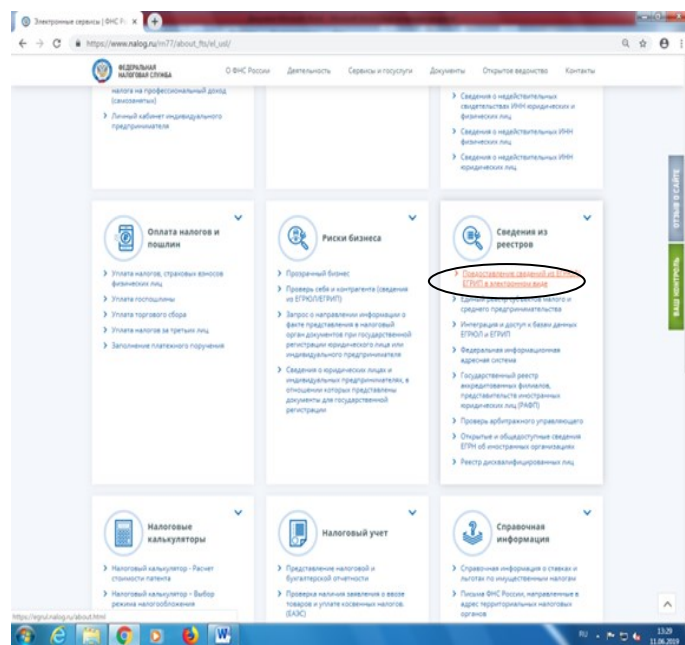 Электронные сервисы | ФНС Р
https://www.nalog.ru/rn77/about_fts/el_usl/
ФЕДЕРАЛЬНАЯ
НАЛОГОВАЯ СЛУЖБА
О ФНС России
Деятельность
Сервисы и госуслуги
Документы
Открытое ведомство
Контакты
налога на профессиональный доход
(самозанятых)
Личный кабинет индивидуального
предпринимателя
Сведения о недействительных
свидетельствах ИНН юридических и
физических лиц
Сведения о недействительных ИНН
физических лиц
Сведения о недействительных ИНН
юридических лиц
Оплата налогов и
пошлин
Уплата налогов, страховых взносов
физических лиц
Уплата госпошлины
Уплата торгового сбора
Уплата налогов за третьих лиц
Заполнение платежного поручения
Риски бизнеса
Прозрачный бизнес
Проверь себя и контрагента (сведения
из ЕГРЮЛ/ЕГРИП)
Запрос о направлении информации о
факте представления в налоговый
орган документов при государственной
регистрации юридического лица или
индивидуального предпринимателя
Сведения о юридических лицах и
индивидуальных предпринимателях, в
отношении которых представлены
документы для государственной
регистрации
Сведения из
реестров
Предоставление сведений из ЕГРЮЛ/
ЕГРИП в электронном виде
Единый реестр субъектов малого и
среднего предпринимательства
Интеграция и доступ к базам данных
ЕГРЮЛ и ЕГРИП
Федеральная информационная
адресная система
Государственный реестр
аккредитованных филиалов,
представительств иностранных
юридических лиц (РАФП)
Проверь арбитражного управляющего
Открытые и общедоступные сведения
ЕГРН об иностранных организациях
Реестр дисквалифицированных лиц
Налоговые
калькуляторы
Налоговый калькулятор - Расчет
стоимости патента
Налоговый калькулятор – Выбор
режима налогообложения
Налоговый учет
Представление налоговой и
бухгалтерской отчетности
Проверка наличия заявления о ввозе
товаров и уплате косвенных налогов
(ЕАЭС)
Справочная
информация
Справочная информация о ставках и
льготах по имущественным налогам
Письма ФНС России, направленные в
адрес территориальных налоговых
органов
ОТЗЫВ О САЙТЕ
ВАШ КОНТРОЛЬ
https://egrul.nalog.ru/about.html
RU
13:29
11.06.2019